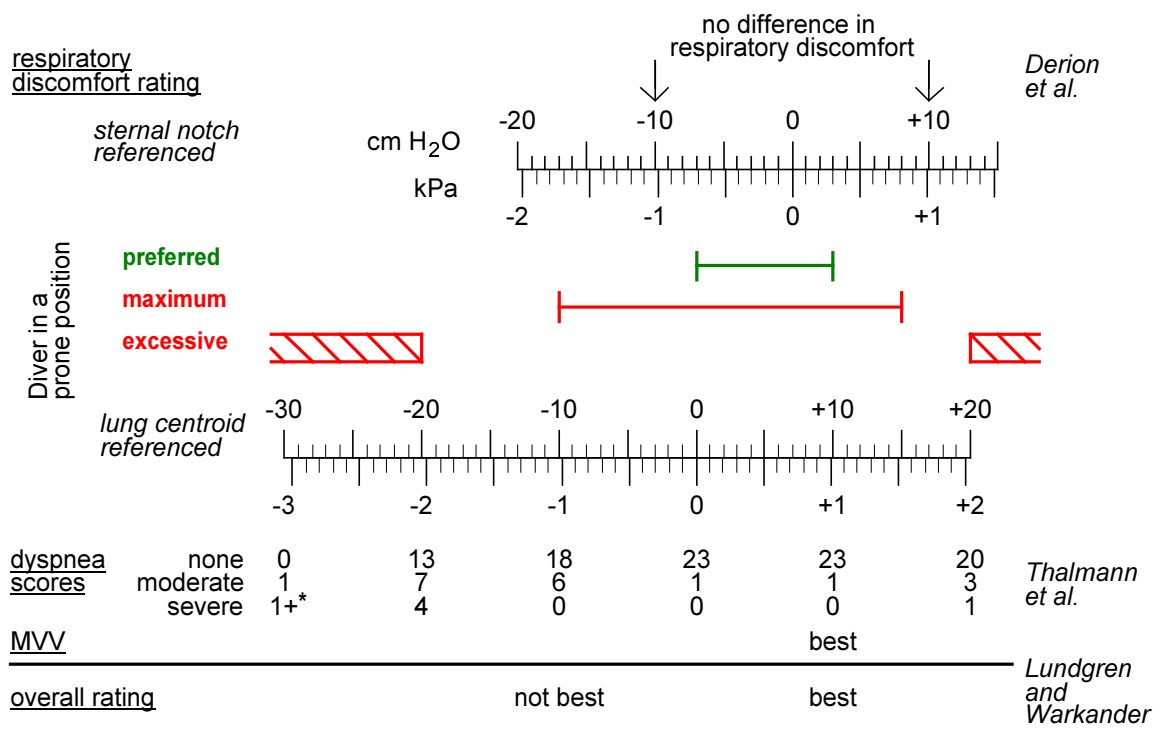 no difference in
respiratory discomfort
respiratory
discomfort rating
Derion
et al.
sternal notch
referenced
cm H₂O
-20 -10 0 +10
kPa
-2 -1 0 +1
Diver in a
prone position
preferred
maximum
excessive
lung centroid
referenced
-30 -20 -10 0 +10 +20
-3 -2 -1 0 +1 +2
dyspnea
scores
none 0 13 18 23 23 20
moderate 1 7 6 1 1 3
severe 1+* 4 0 0 0 1
Thalmann
et al.
MVV best
overall rating not best best
Lundgren
and
Warkander